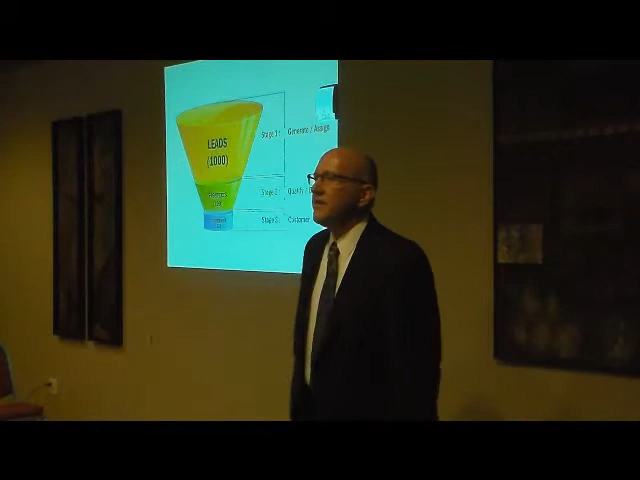 LEADS
(1000)
Stage 1:
Generate / Assign
Stage 2:
Qualify /
Stage 3:
Customer